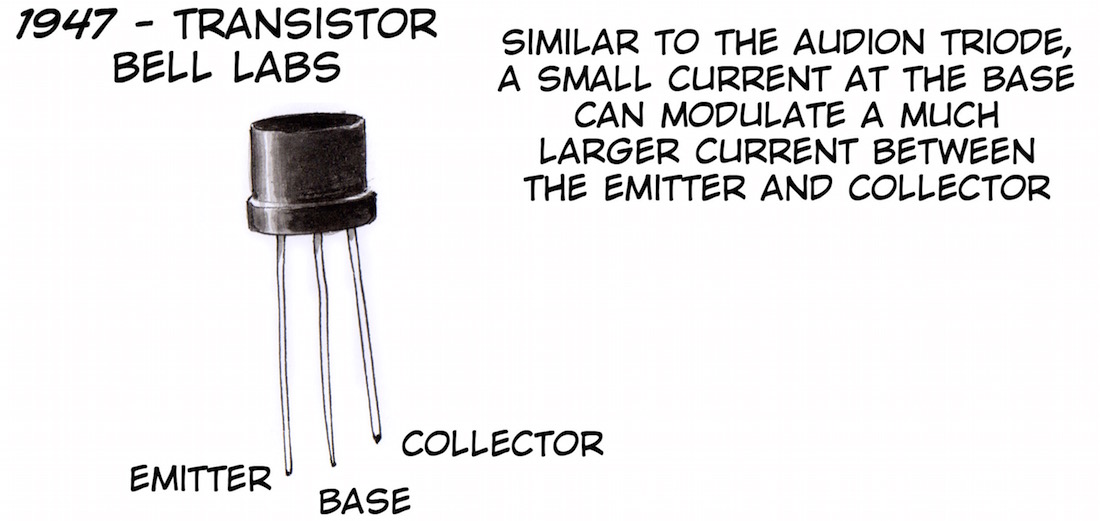 1947 - TRANSISTOR
BELL LABS
SIMILAR TO THE AUDION TRIODE,
A SMALL CURRENT AT THE BASE
CAN MODULATE A MUCH
LARGER CURRENT BETWEEN
THE EMITTER AND COLLECTOR
COLLECTOR
EMITTER
BASE